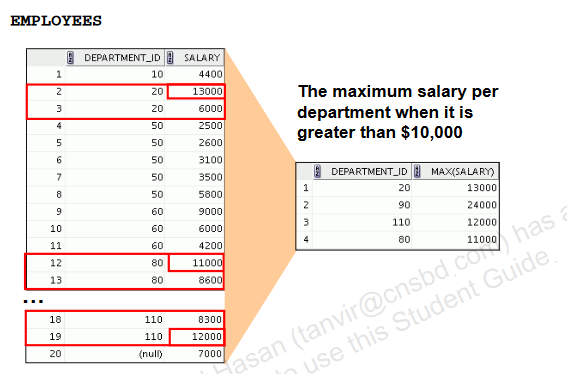 EMPLOYEES
DEPARTMENT_ID SALARY
1 10 4400
2 20 13000
3 20 6000
4 50 2500
5 50 2600
6 50 3100
7 50 3500
8 50 5800
9 60 9000
10 60 6000
11 60 4200
12 80 11000
13 80 8600
...
18 110 8300
19 110 12000
20 (null) 7000
The maximum salary per
department when it is
greater than $10,000
DEPARTMENT_ID MAX(SALARY)
1 20 13000
2 90 24000
3 110 12000
4 80 11000
Hasan (tanvir@cnsbd.com) has a
to use this Student Guide.